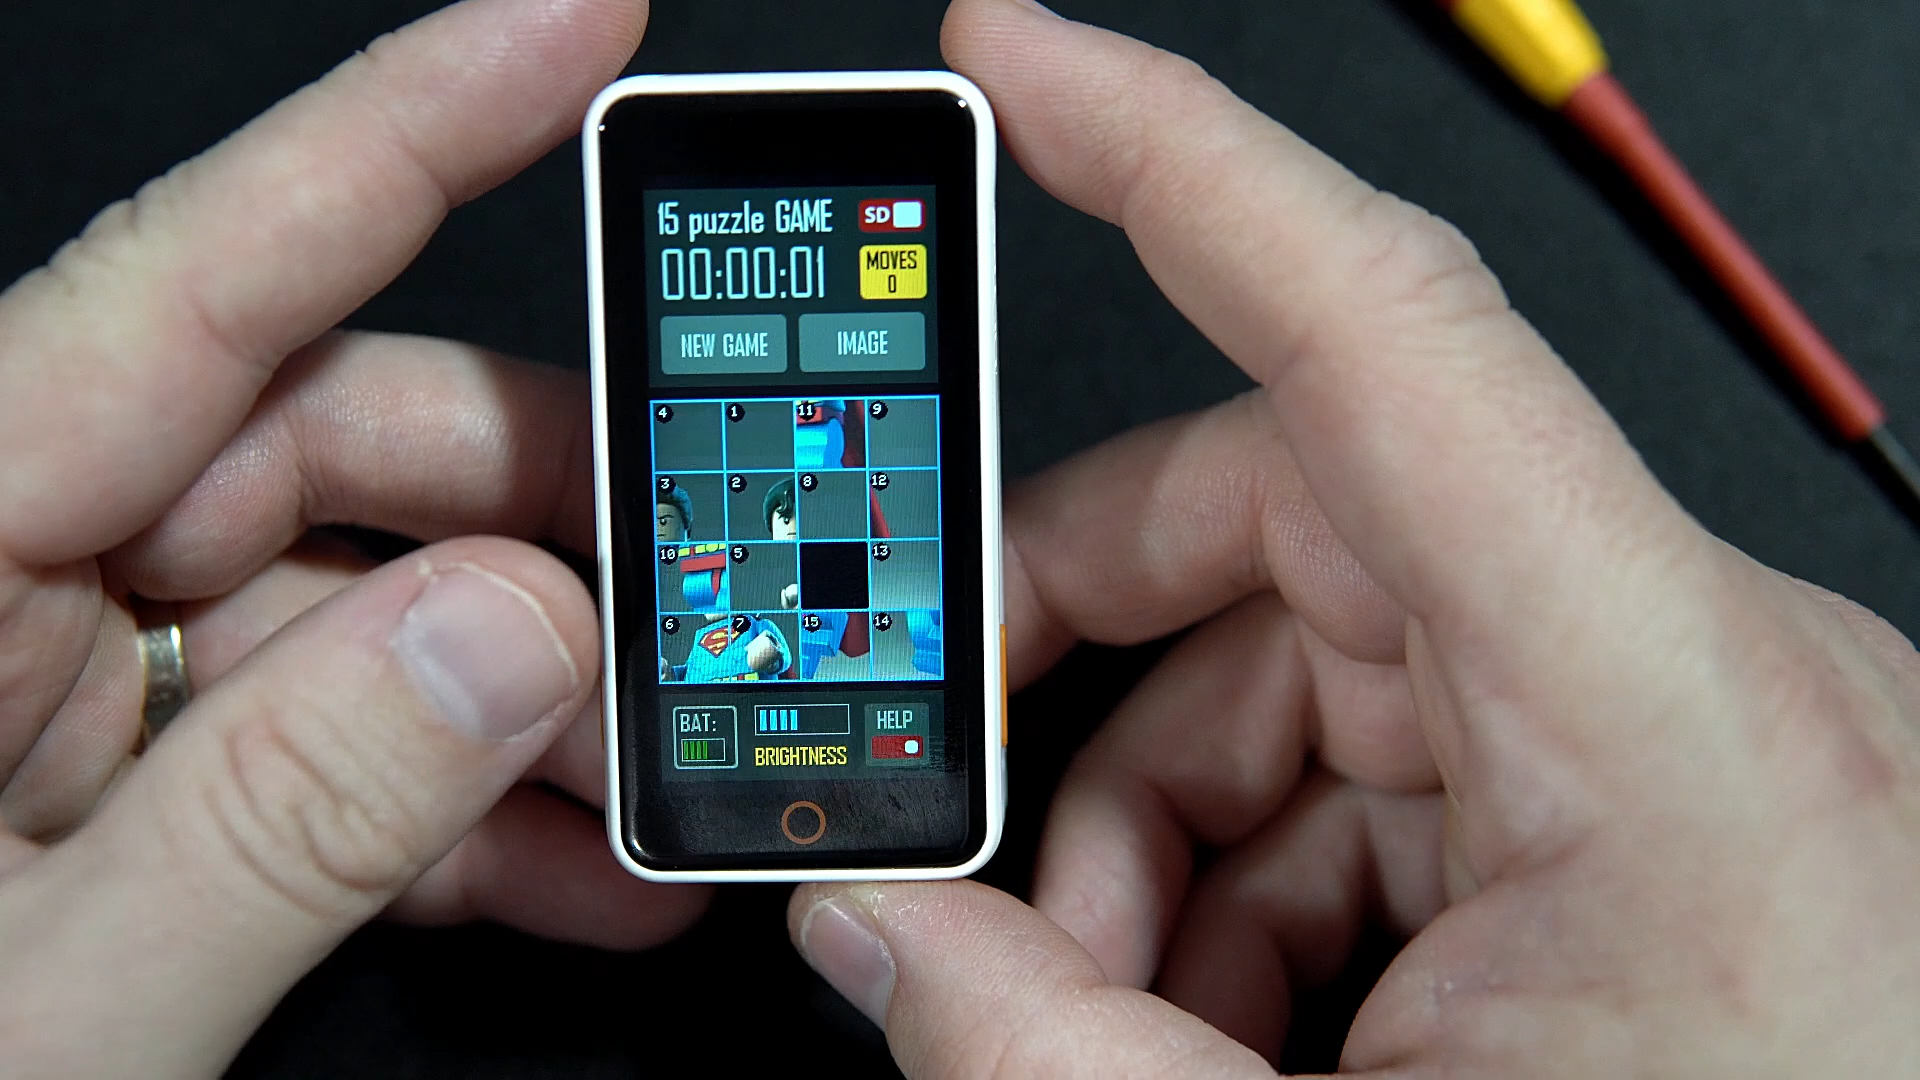 15 puzzle GAME SD
00:00:01 MOVES
0
NEW GAME IMAGE
4 1 11 9
3 2 8 12
10 5 13
6 7 15 14
BAT: HELP
BRIGHTNESS